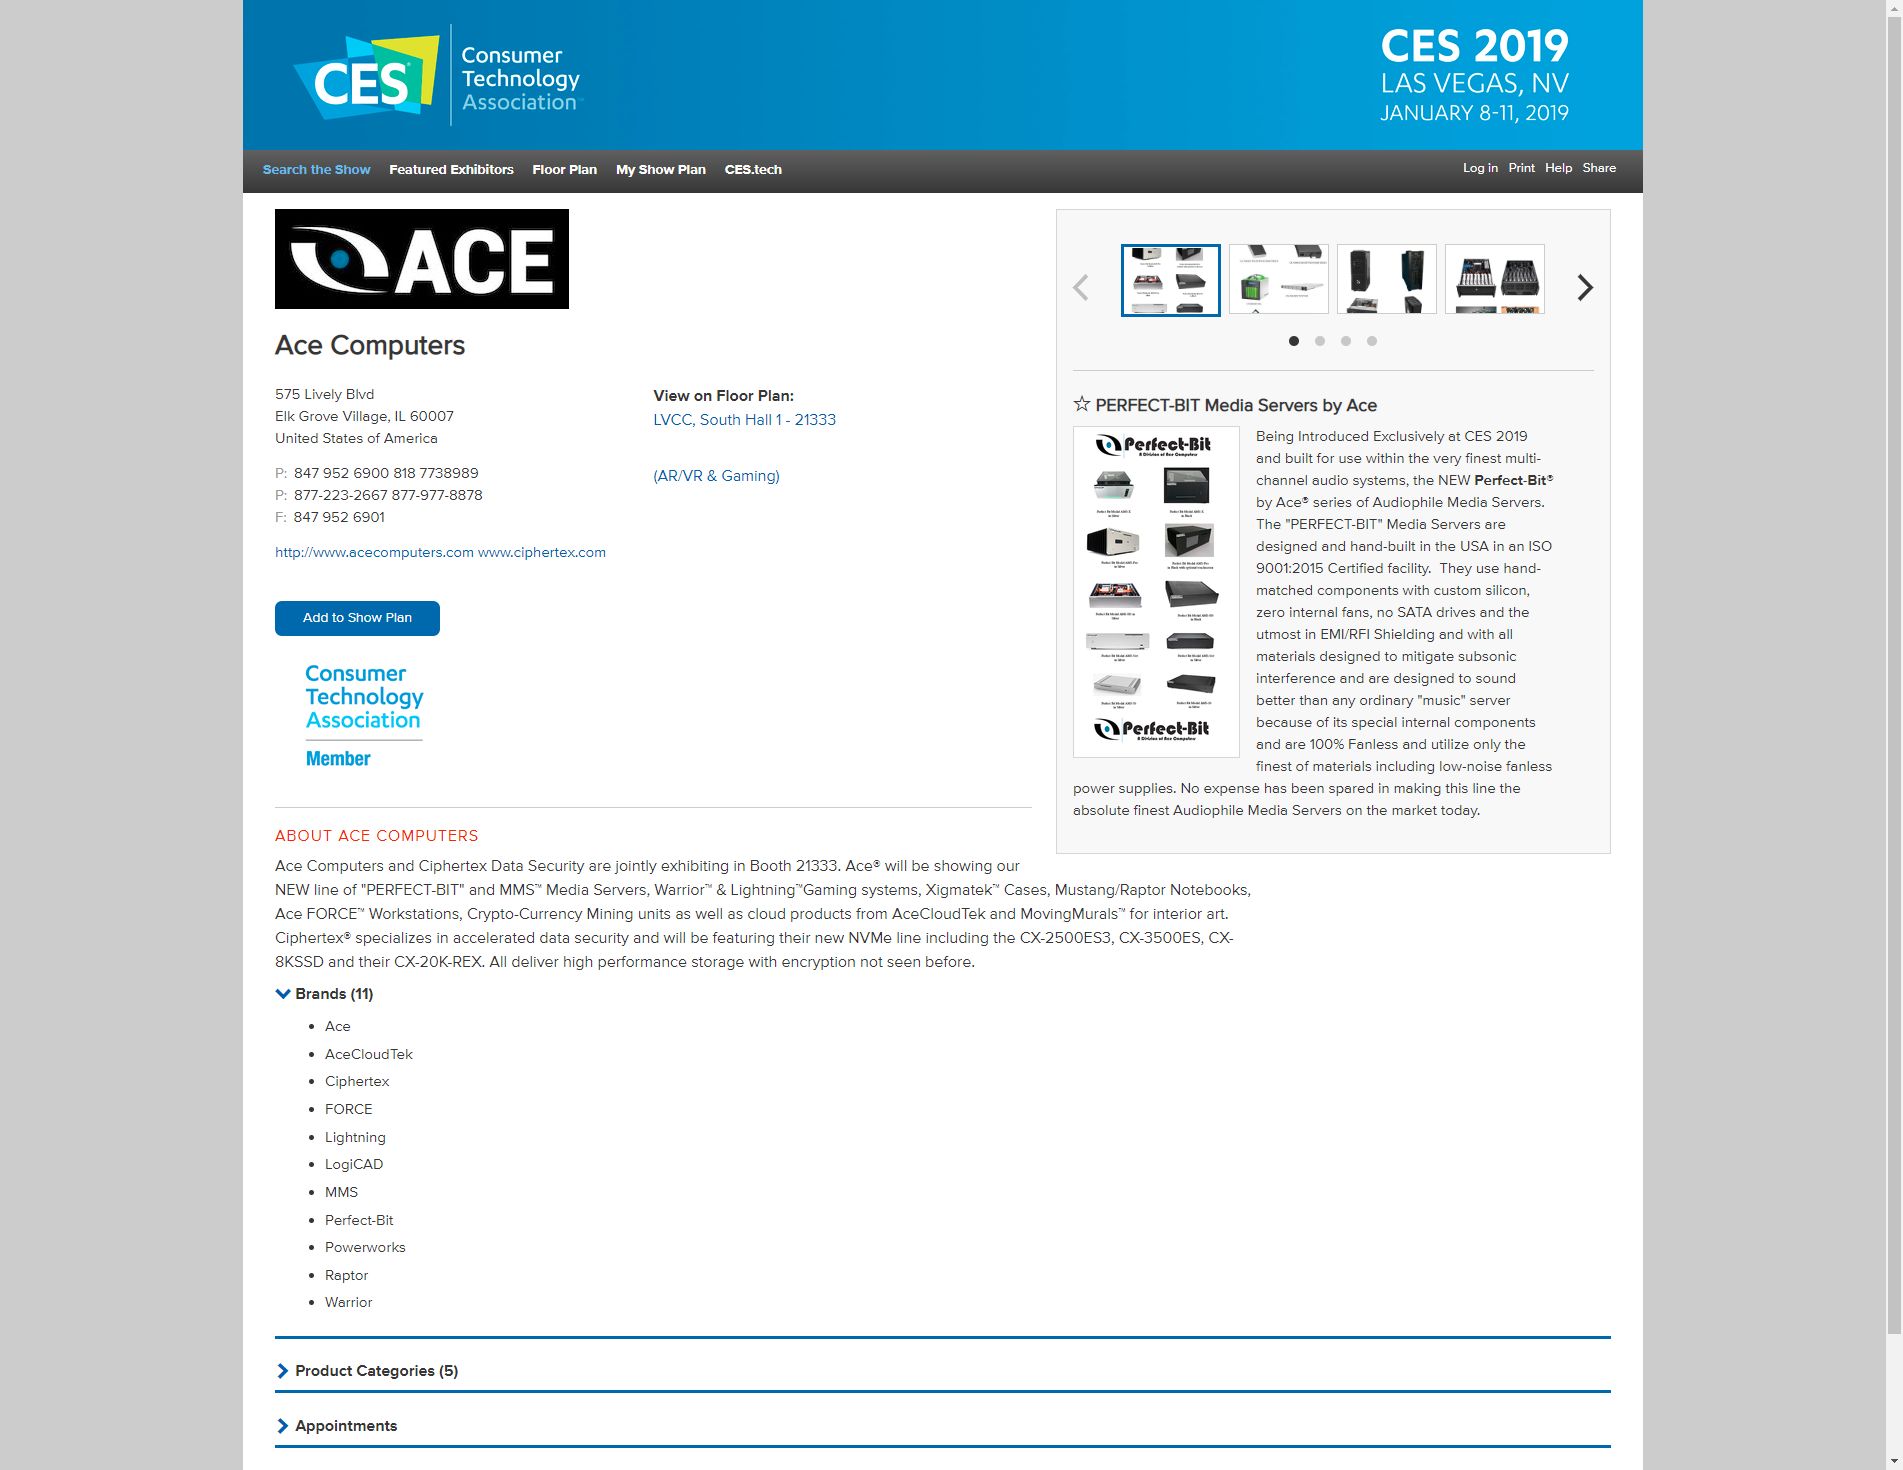 CES
Consumer
Technology
Association
CES 2019
LAS VEGAS, NV
JANUARY 8-11, 2019
Search the Show Featured Exhibitors Floor Plan My Show Plan CES.tech
Log in Print Help Share
ACE
Ace Computers
575 Lively Blvd
Elk Grove Village, IL 60007
United States of America
P: 847 952 6900 818 7738989
P: 877-223-2667 877-977-8878
F: 847 952 6901
http://www.acecomputers.com www.ciphertex.com
View on Floor Plan:
LVCC, South Hall 1 - 21333
(AR/VR & Gaming)
Add to Show Plan
Consumer
Technology
Association
Member
PERFECT-BIT Media Servers by Ace
Perfect-Bit
A Division of Ace Computers
Perfect-Bit
A Division of Ace Computers
Being Introduced Exclusively at CES 2019
and built for use within the very finest multi-
channel audio systems, the NEW Perfect-Bit®
by Ace® series of Audiophile Media Servers.
The "PERFECT-BIT" Media Servers are
designed and hand-built in the USA in an ISO
9001:2015 Certified facility.  They use hand-
matched components with custom silicon,
zero internal fans, no SATA drives and the
utmost in EMI/RFI Shielding and with all
materials designed to mitigate subsonic
interference and are designed to sound
better than any ordinary "music" server
because of its special internal components
and are 100% Fanless and utilize only the
finest of materials including low-noise fanless
power supplies. No expense has been spared in making this line the
absolute finest Audiophile Media Servers on the market today.
ABOUT ACE COMPUTERS
Ace Computers and Ciphertex Data Security are jointly exhibiting in Booth 21333. Ace® will be showing our
NEW line of "PERFECT-BIT" and MMS™ Media Servers, Warrior™ & Lightning™Gaming systems, Xigmatek™ Cases, Mustang/Raptor Notebooks,
Ace FORCE™ Workstations, Crypto-Currency Mining units as well as cloud products from AceCloudTek and MovingMurals™ for interior art.
Ciphertex® specializes in accelerated data security and will be featuring their new NVMe line including the CX-2500ES3, CX-3500ES, CX-
8KSSD and their CX-20K-REX. All deliver high performance storage with encryption not seen before.
Brands (11)
• Ace
• AceCloudTek
• Ciphertex
• FORCE
• Lightning
• LogiCAD
• MMS
• Perfect-Bit
• Powerworks
• Raptor
• Warrior
Product Categories (5)
Appointments